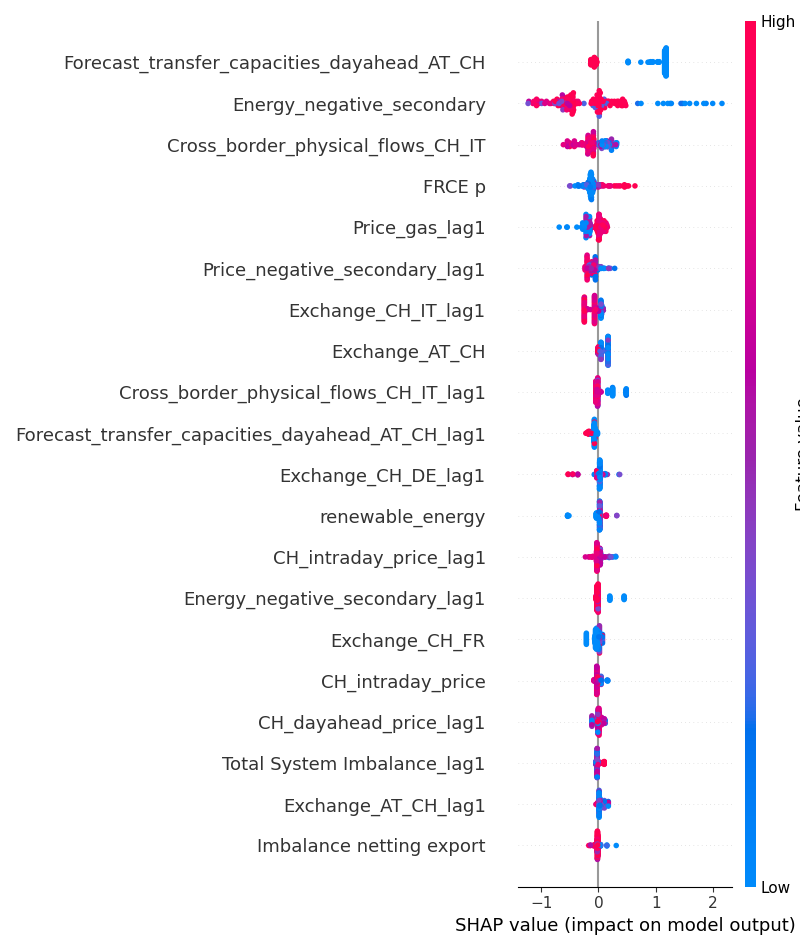 High
Forecast_transfer_capacities_dayahead_AT_CH
Energy_negative_secondary
Cross_border_physical_flows_CH_IT
FRCE p
Price_gas_lag1
Price_negative_secondary_lag1
Exchange_CH_IT_lag1
Exchange_AT_CH
Cross_border_physical_flows_CH_IT_lag1
Forecast_transfer_capacities_dayahead_AT_CH_lag1
Exchange_CH_DE_lag1
renewable_energy
CH_intraday_price_lag1
Energy_negative_secondary_lag1
Exchange_CH_FR
CH_intraday_price
CH_dayahead_price_lag1
Total System Imbalance_lag1
Exchange_AT_CH_lag1
Imbalance netting export
Low
−1 0 1 2
SHAP value (impact on model output)